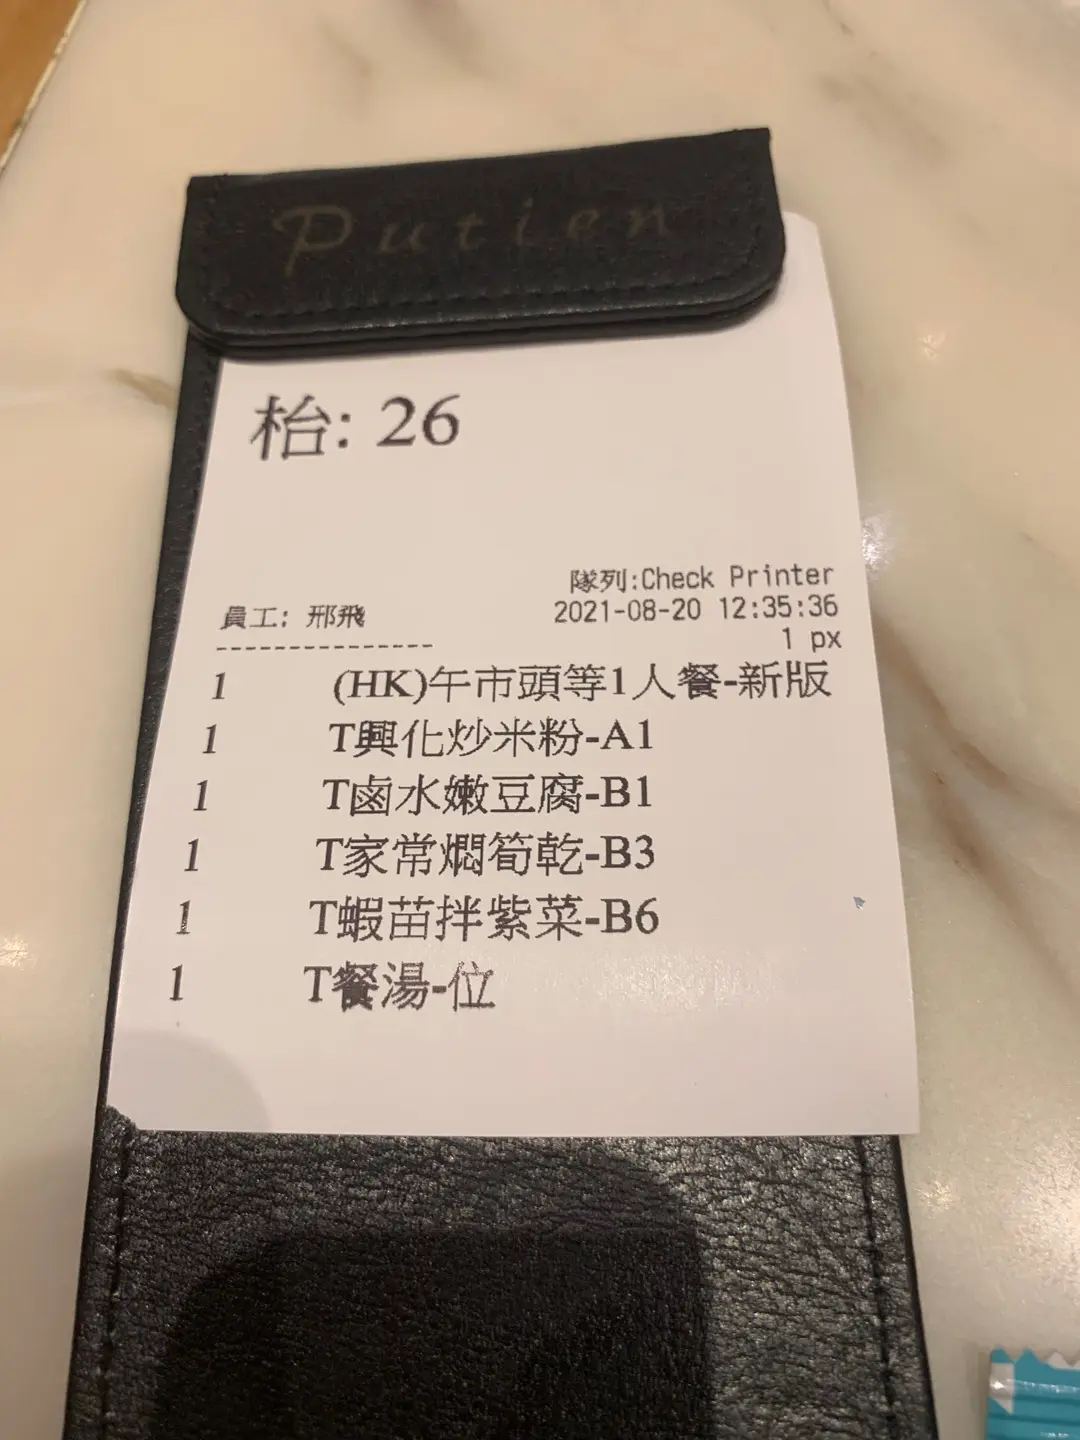 Putien
枱: 26
隊列:Check Printer
員工: 邢飛 2021-08-20 12:35:36
1 px
---------------
1 (HK)午市頭等1人餐-新版
1 T興化炒米粉-A1
1 T鹵水嫩豆腐-B1
1 T家常燜筍乾-B3
1 T蝦苗拌紫菜-B6
1 T餐湯-位